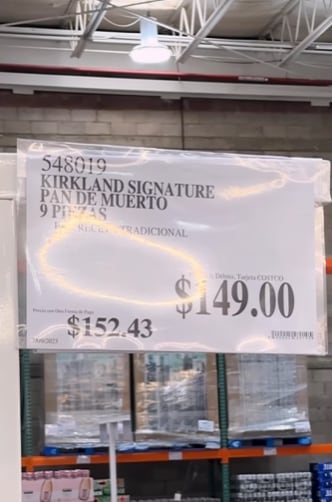 548019
KIRKLAND SIGNATURE
PAN DE MUERTO
9 PIEZAS
TRADICIONAL
Débito, Tarjeta COSTCO
$149.00
Precio con Otra Forma de Pago
$152.43